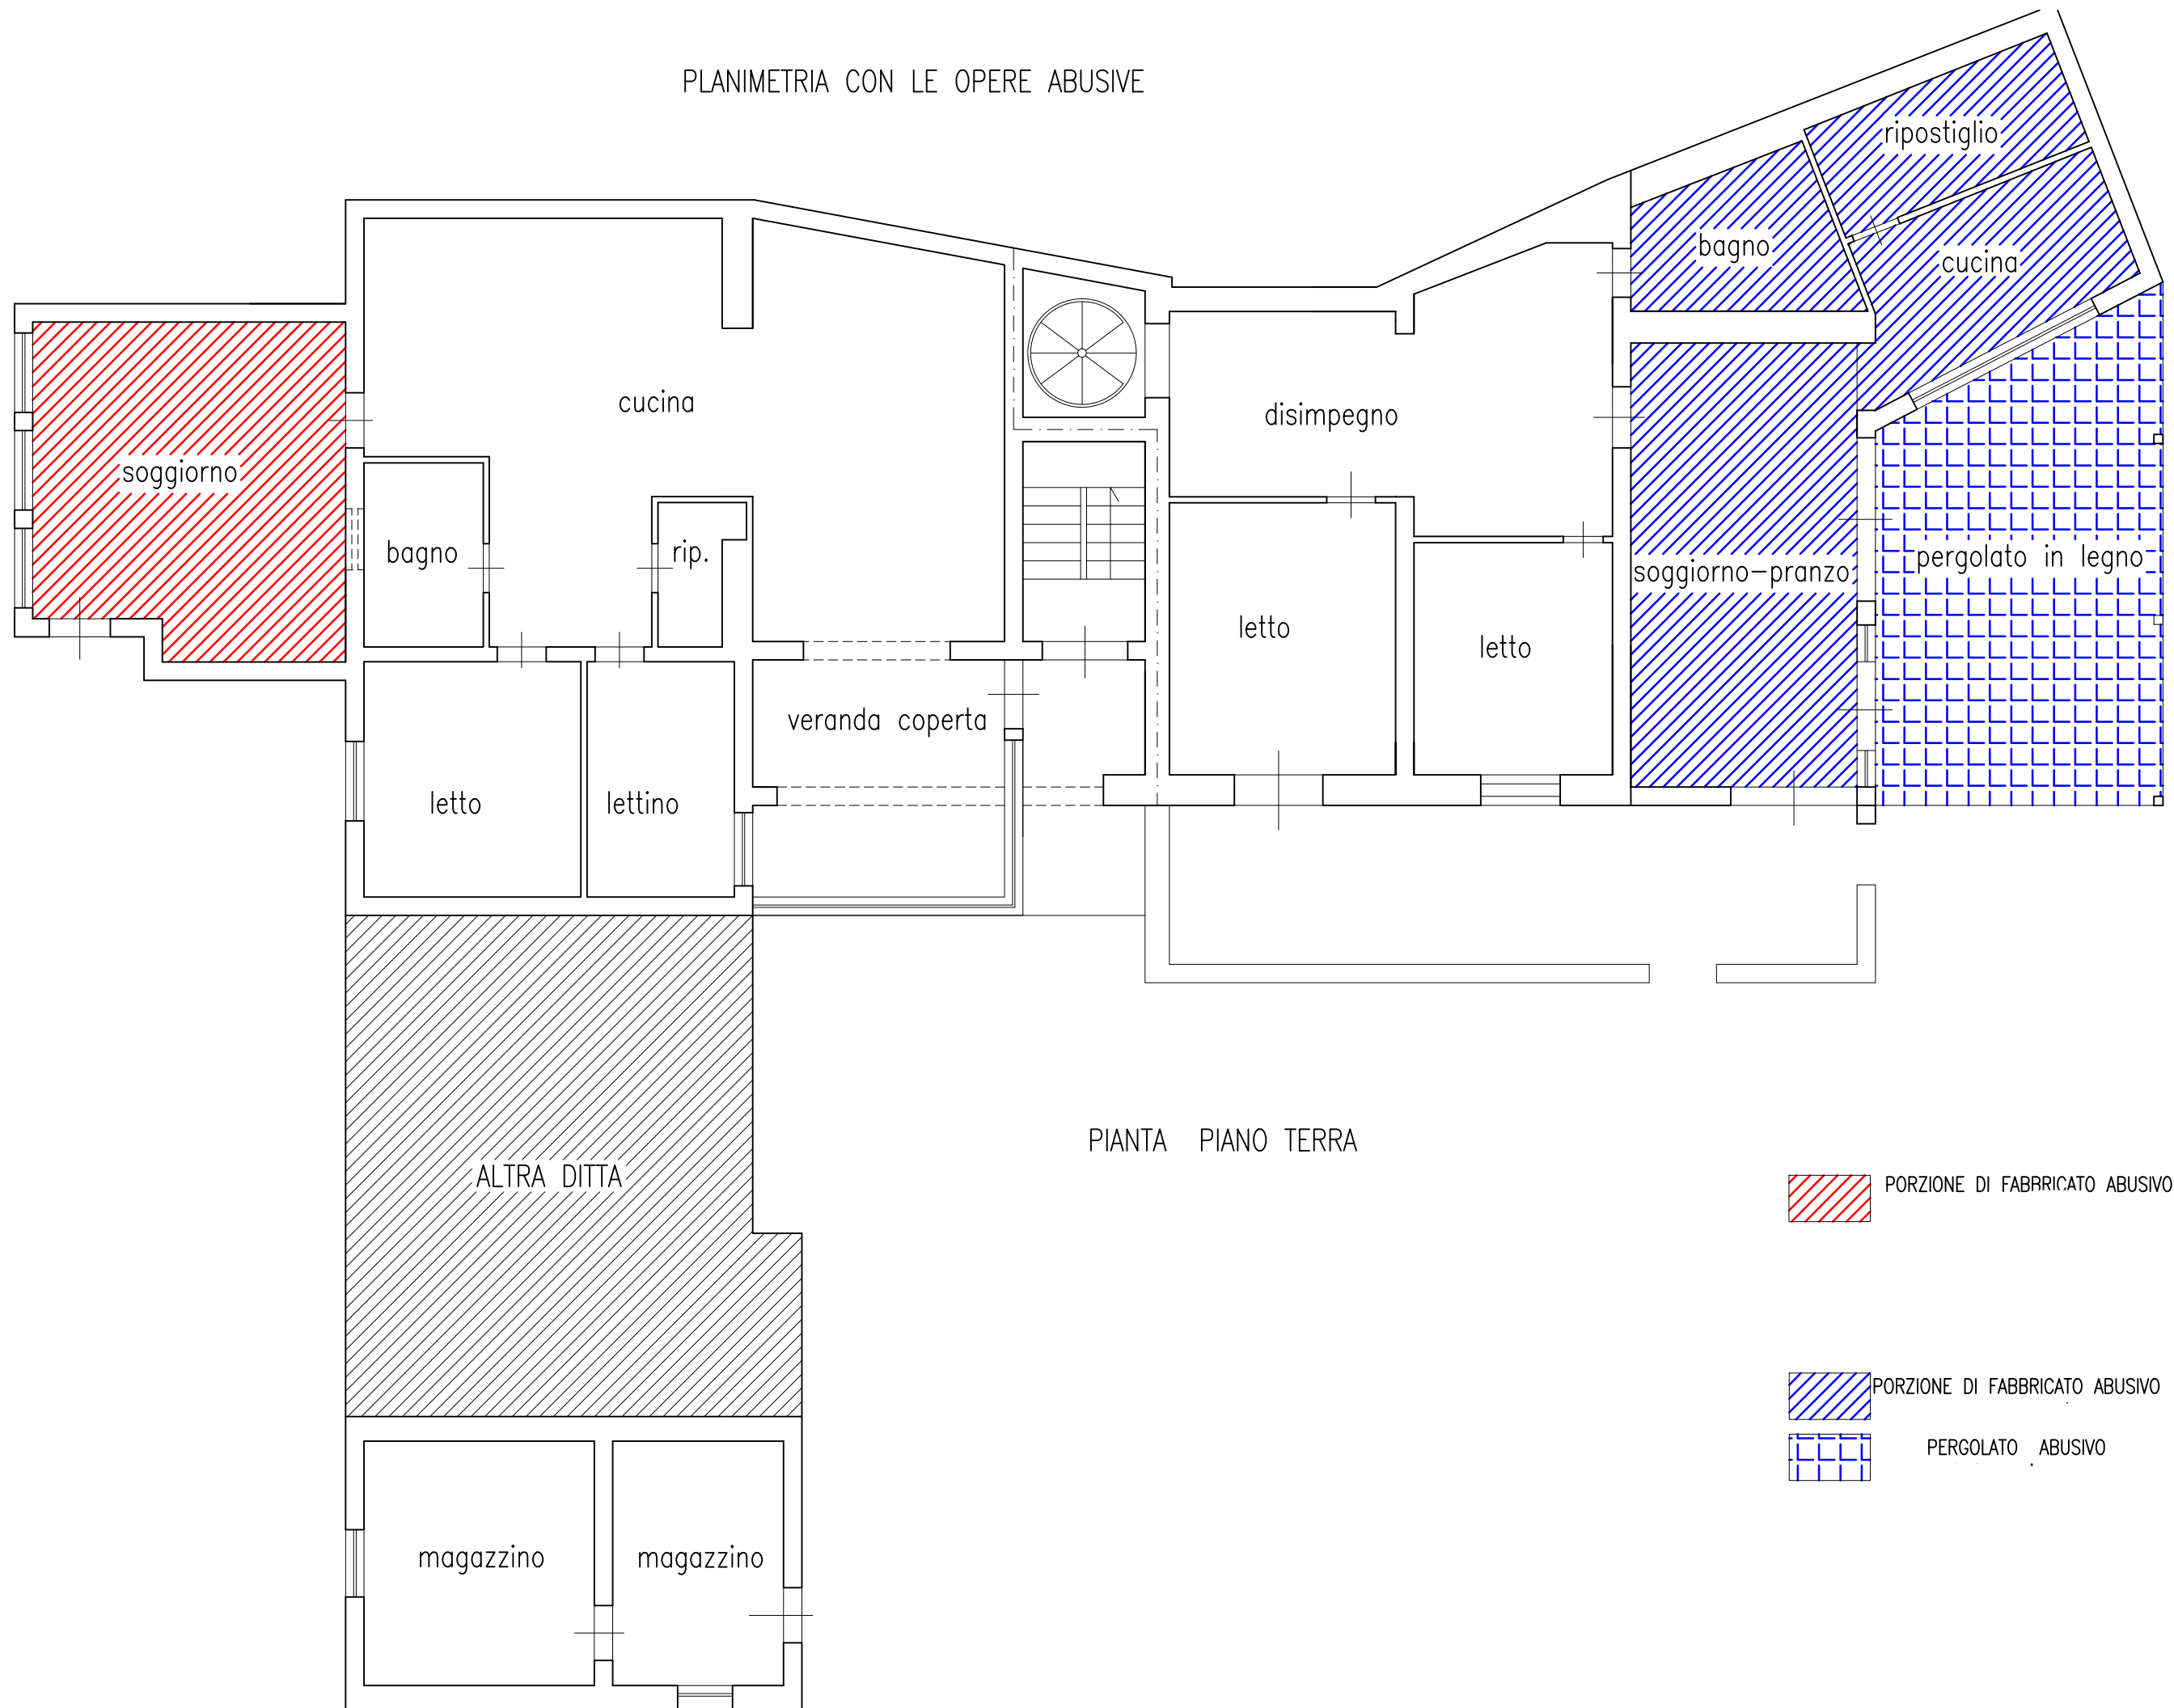 PLANIMETRIA CON LE OPERE ABUSIVE
ripostiglio
bagno
cucina
cucina
disimpegno
soggiorno
bagno
rip.
pergolato in legno
soggiorno-pranzo
letto
letto
veranda coperta
letto
lettino
PIANTA PIANO TERRA
ALTRA DITTA
PORZIONE DI FABBRICATO ABUSIVO
PORZIONE DI FABBRICATO ABUSIVO
PERGOLATO ABUSIVO
magazzino
magazzino